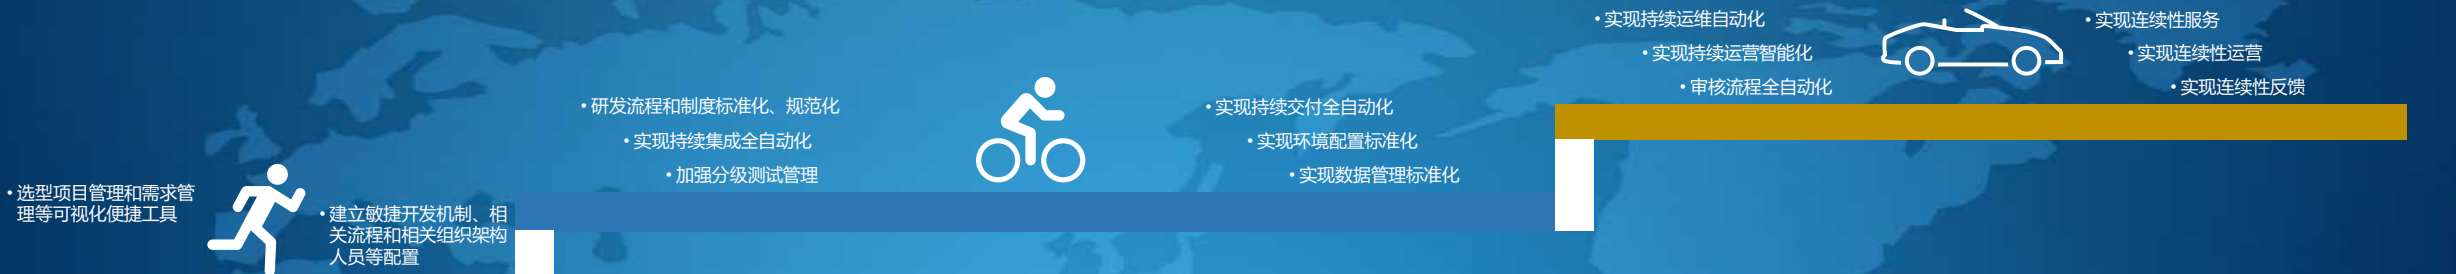 • 选型项目管理和需求管
理等可视化便捷工具
• 建立敏捷开发机制、相
关流程和相关组织架构
人员等配置
• 研发流程和制度标准化、规范化
• 实现持续集成全自动化
• 加强分级测试管理
• 实现持续交付全自动化
• 实现环境配置标准化
• 实现数据管理标准化
• 实现持续运维自动化
• 实现持续运营智能化
• 审核流程全自动化
• 实现连续性服务
• 实现连续性运营
• 实现连续性反馈